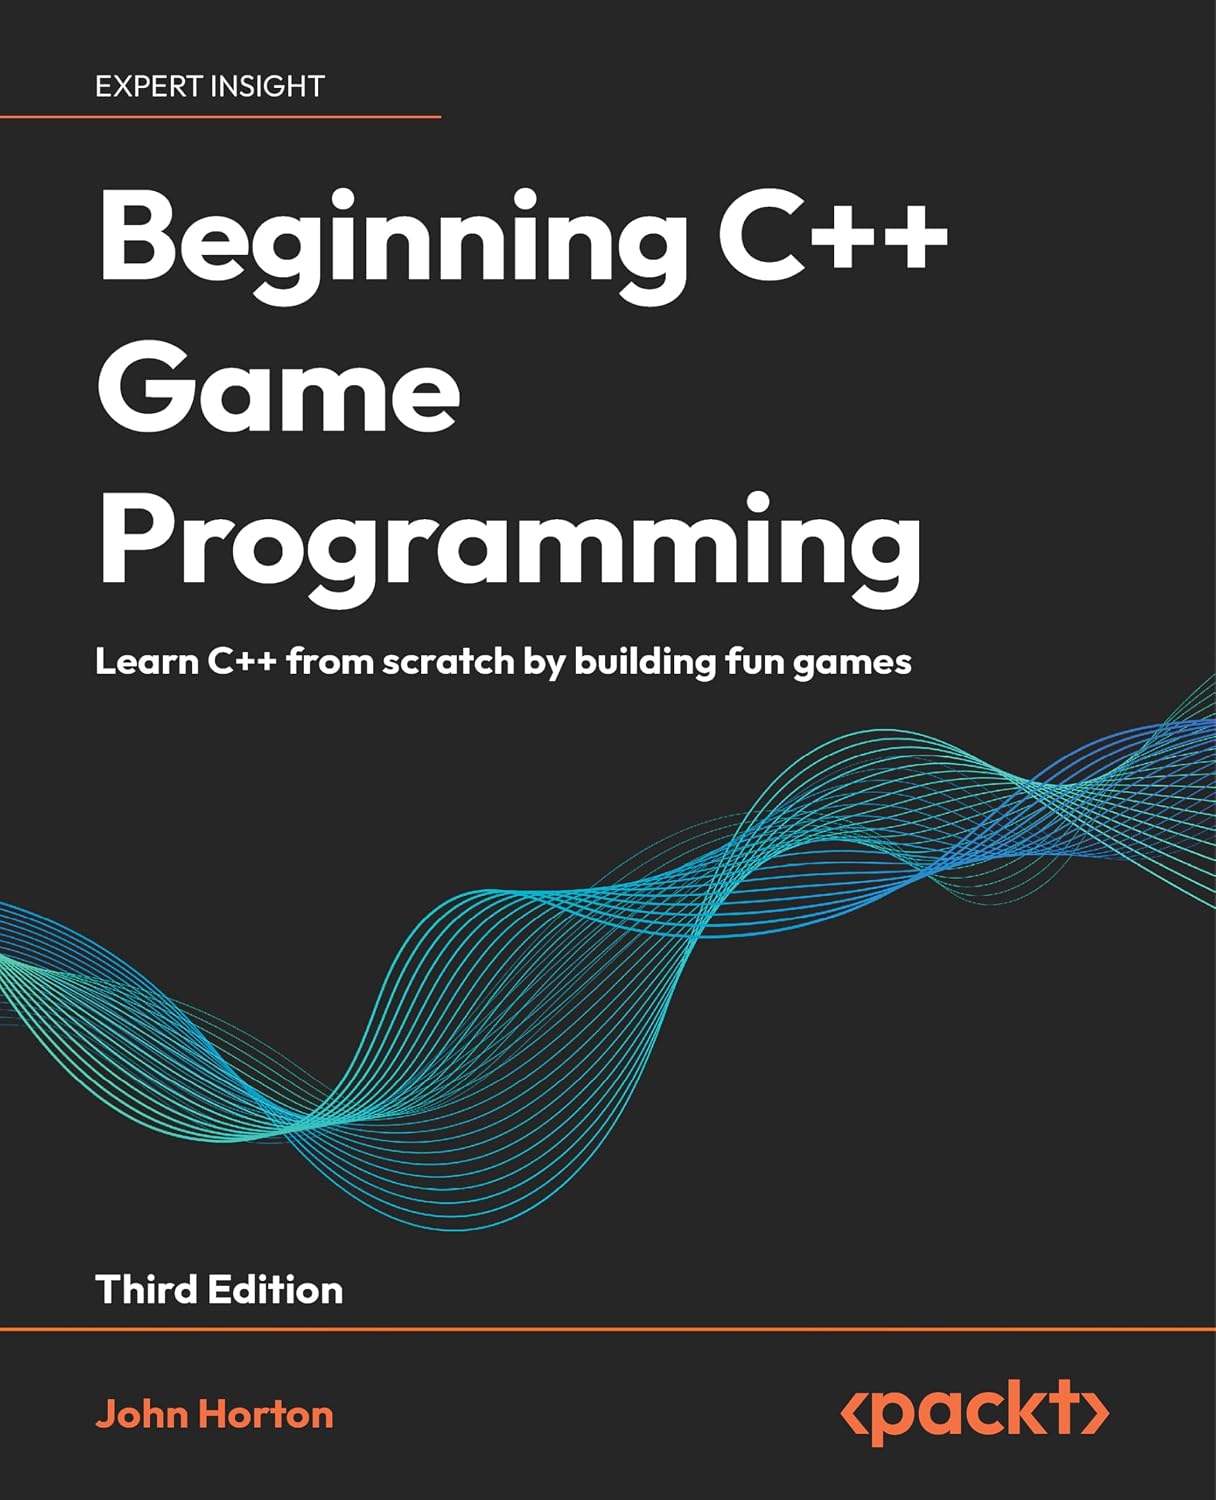 EXPERT INSIGHT
Beginning C++
Game
Programming
Learn C++ from scratch by building fun games
Third Edition
John Horton
<packt>